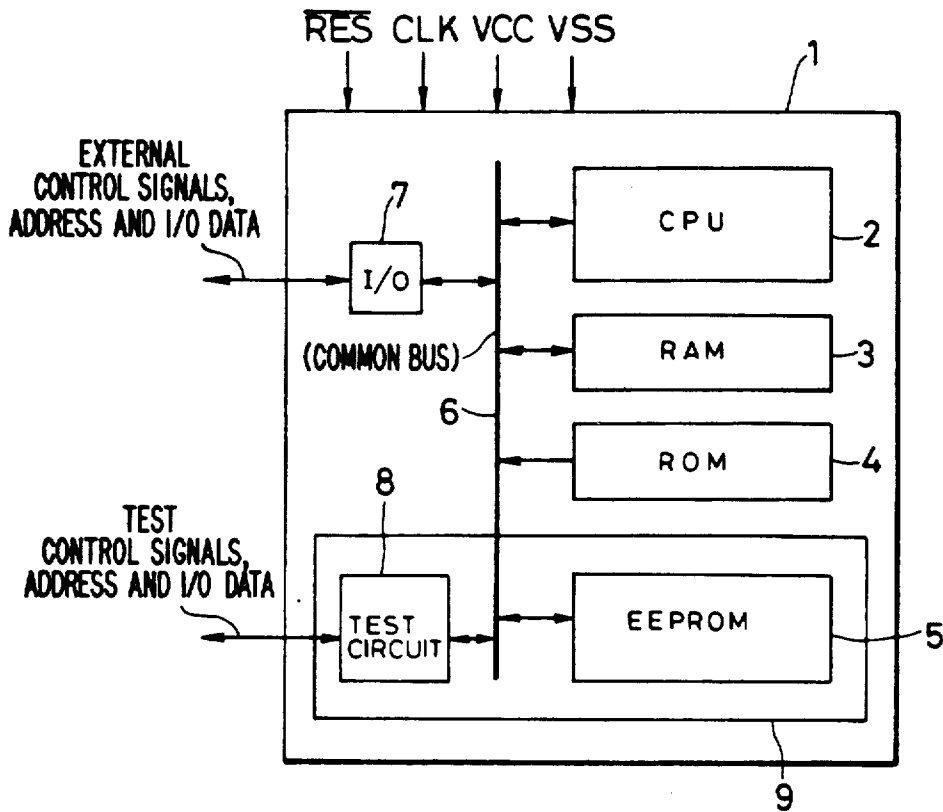 R̅E̅S̅ CLK VCC VSS
1
EXTERNAL
CONTROL SIGNALS,
ADDRESS AND I/O DATA
7
I/O
CPU
2
(COMMON BUS)
RAM
3
6
ROM
4
8
TEST
CONTROL SIGNALS,
ADDRESS AND I/O DATA
TEST
CIRCUIT
EEPROM
5
9